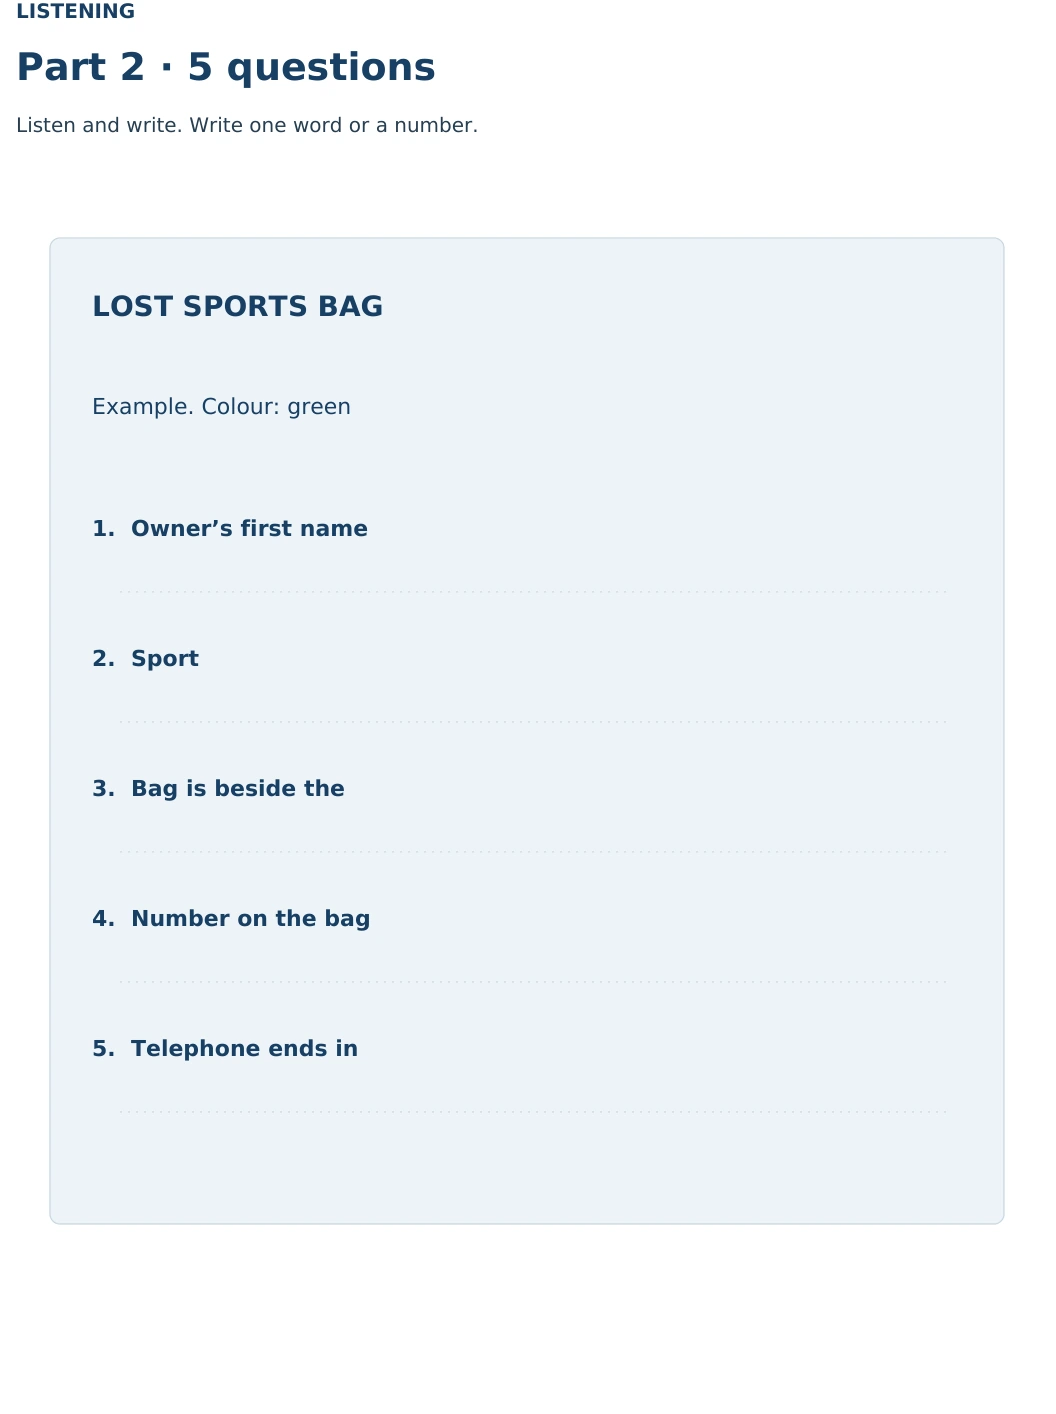 LISTENING
Part 2 · 5 questions
Listen and write. Write one word or a number.
LOST SPORTS BAG
Example. Colour: green
1. Owner’s first name
2. Sport
3. Bag is beside the
4. Number on the bag
5. Telephone ends in